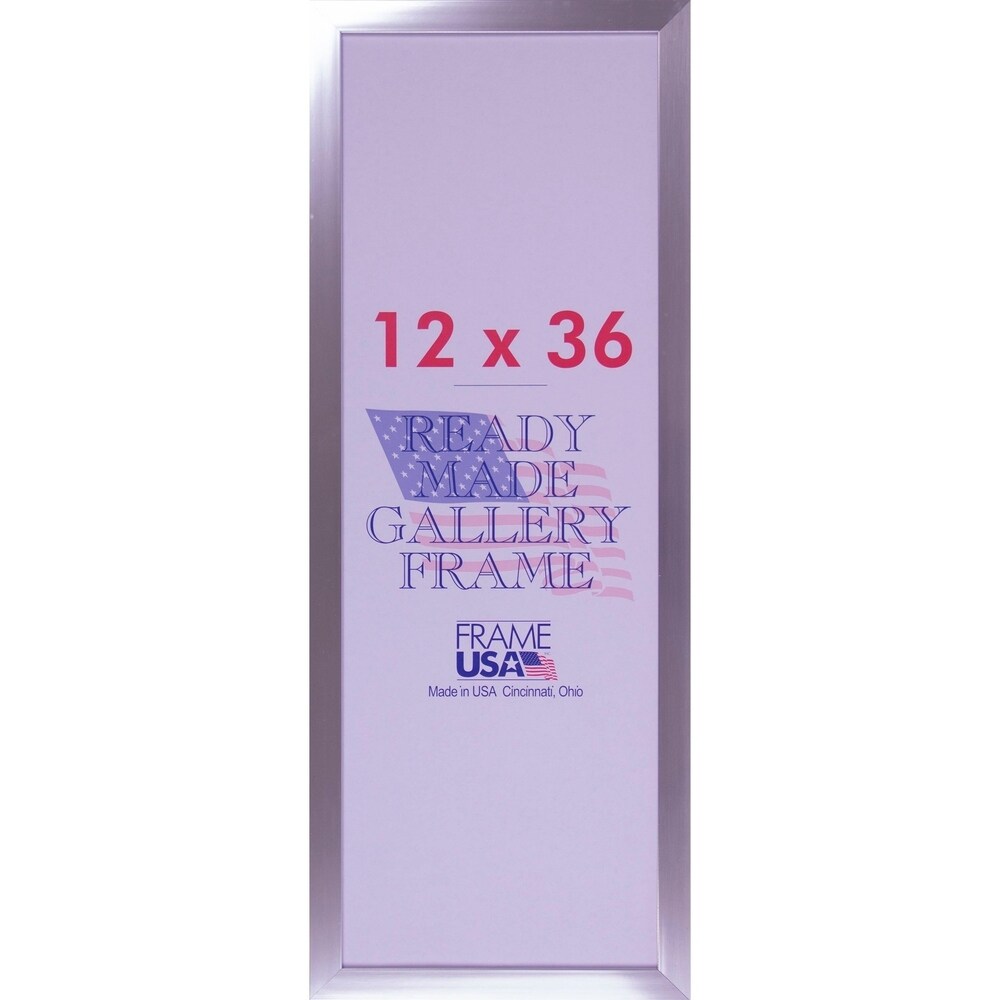 12 x 36
READY
MADE
GALLERY
FRAME
FRAME
USA
Made in USA Cincinnati, Ohio